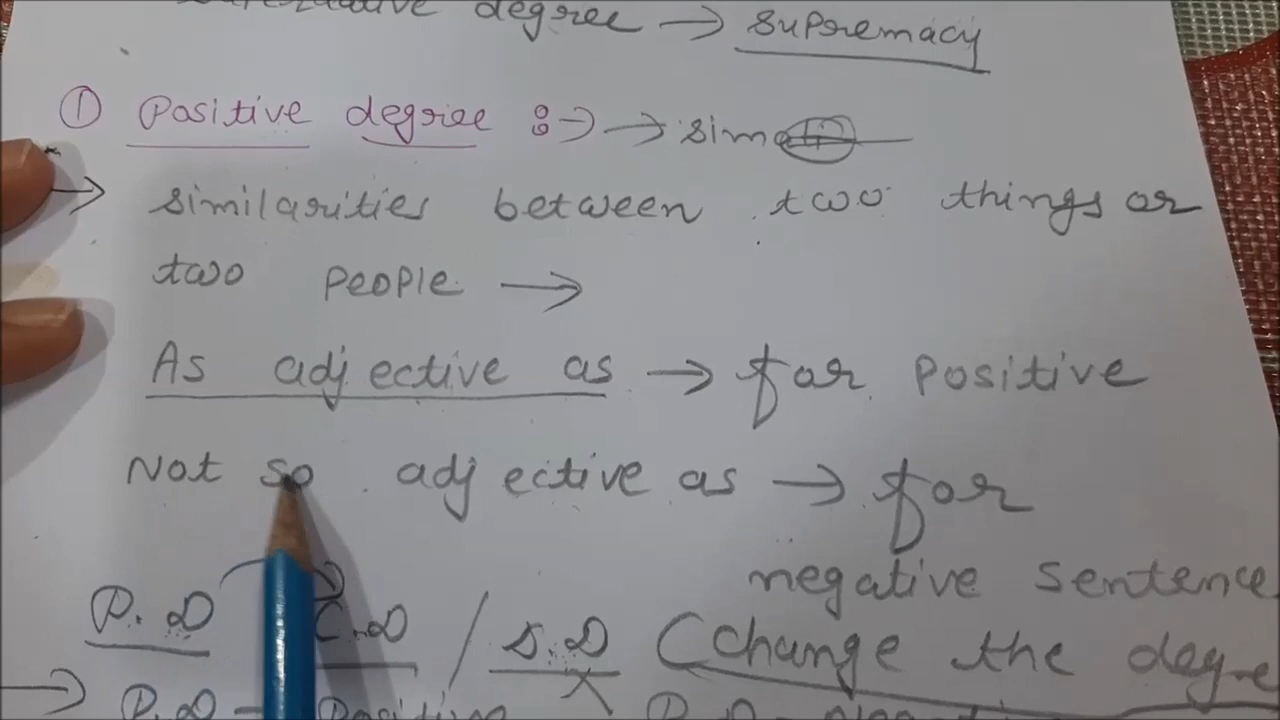 degree → supremacy
① Positive degree :-) →
→ similarities between two things or
two people →
As adjective as → for positive
Not so adjective as → for
negative sentence
P.D C.D / S.D (change the degre
→ P.D - Positive